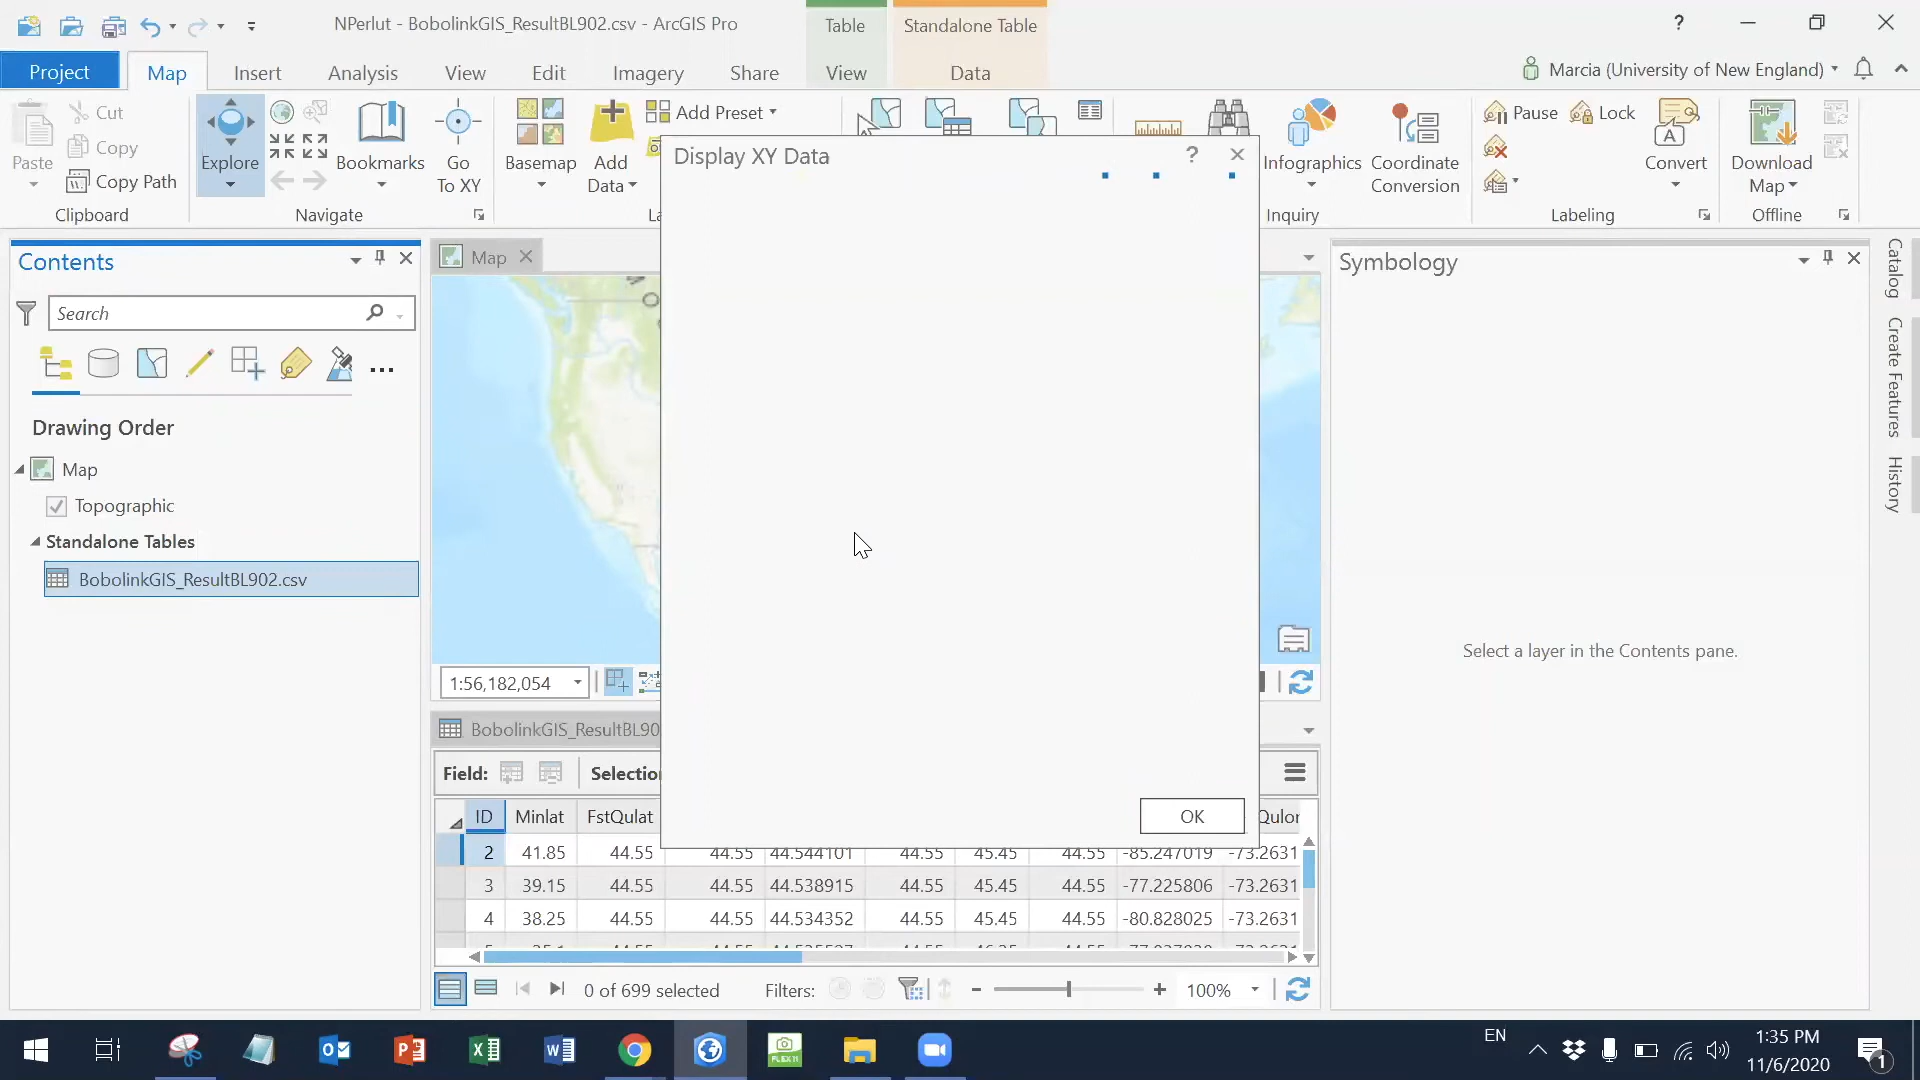 NPerlut - BobolinkGIS_ResultBL902.csv - ArcGIS Pro
Table
Standalone Table
?
Project
Map
Insert
Analysis
View
Edit
Imagery
Share
View
Data
Marcia (University of New England)
Paste
Cut
Copy
Copy Path
Clipboard
Explore
Bookmarks
Go
To XY
Navigate
Basemap
Add
Data
Add Preset
Infographics
Coordinate
Conversion
Inquiry
Pause
Lock
Convert
Labeling
Download
Map
Offline
Display XY Data
?
OK
Contents
Search
Drawing Order
Map
Topographic
Standalone Tables
BobolinkGIS_ResultBL902.csv
Map
1:56,182,054
BobolinkGIS_ResultBL90
Field:
Selection
ID Minlat FstQulat
2 41.85 44.55 44.55 44.544101 44.55 45.45 44.55 -85.247019 -73.2631
3 39.15 44.55 44.55 44.538915 44.55 45.45 44.55 -77.225806 -73.2631
4 38.25 44.55 44.55 44.534352 44.55 45.45 44.55 -80.828025 -73.2631
0 of 699 selected
Filters:
100%
Symbology
Select a layer in the Contents pane.
Catalog
Create Features
History
EN
1:35 PM
11/6/2020
1